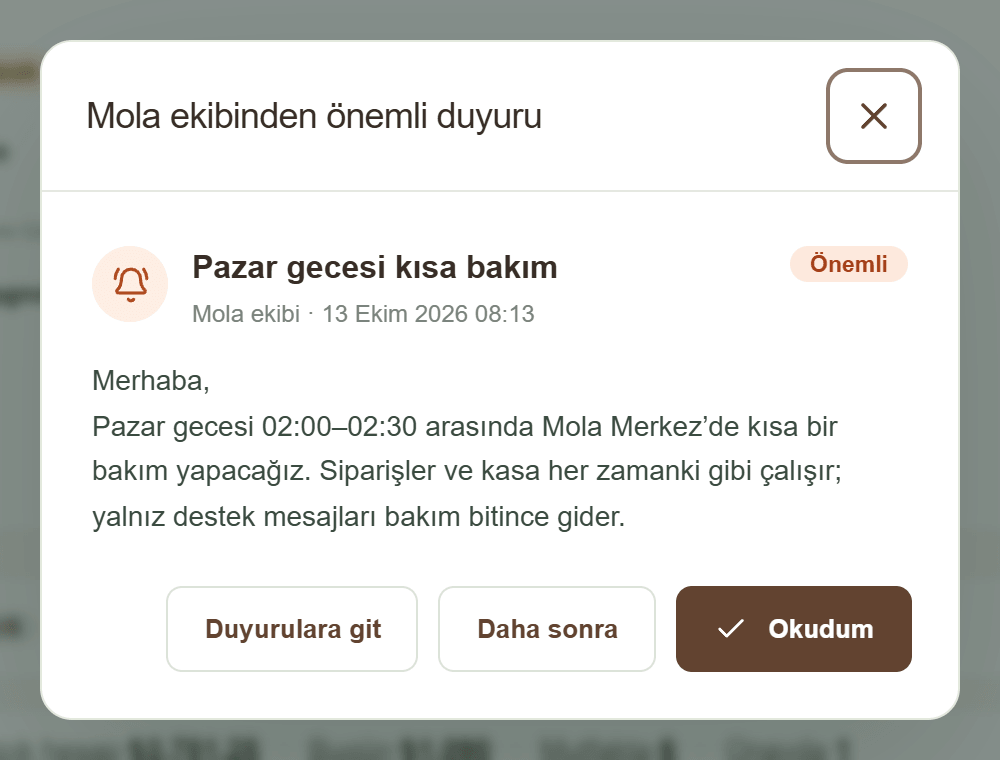 Mola ekibinden önemli duyuru
Pazar gecesi kısa bakım
Önemli
Mola ekibi · 13 Ekim 2026 08:13
Merhaba,
Pazar gecesi 02:00–02:30 arasında Mola Merkez’de kısa bir
bakım yapacağız. Siparişler ve kasa her zamanki gibi çalışır;
yalnız destek mesajları bakım bitince gider.
Duyurulara git
Daha sonra
Okudum